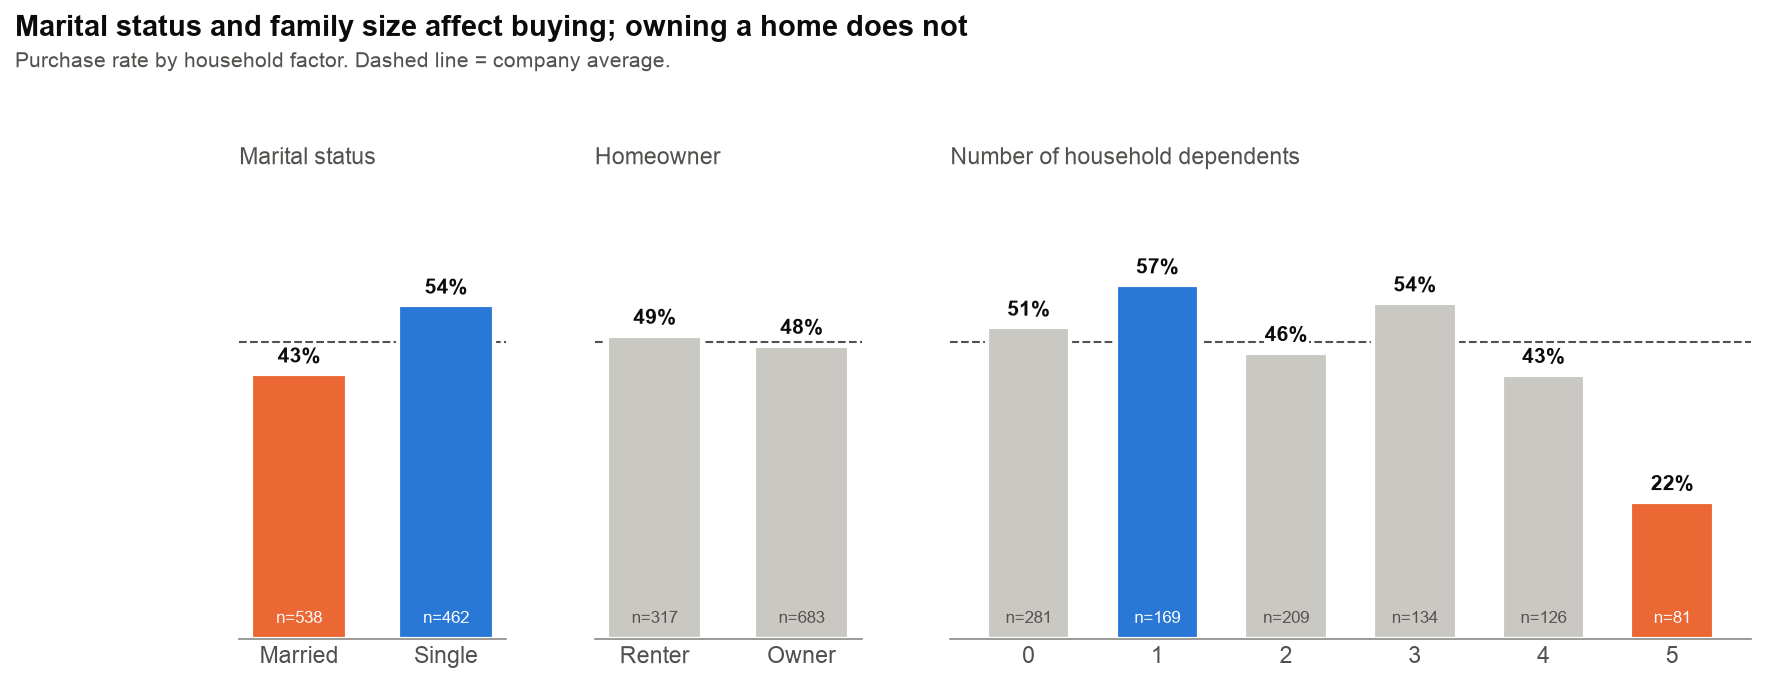 Marital status and family size affect buying; owning a home does not
Purchase rate by household factor. Dashed line = company average.
Marital status
43%
54%
n=538
n=462
Married
Single
Homeowner
49%
48%
n=317
n=683
Renter
Owner
Number of household dependents
51%
57%
46%
54%
43%
22%
n=281
n=169
n=209
n=134
n=126
n=81
0
1
2
3
4
5